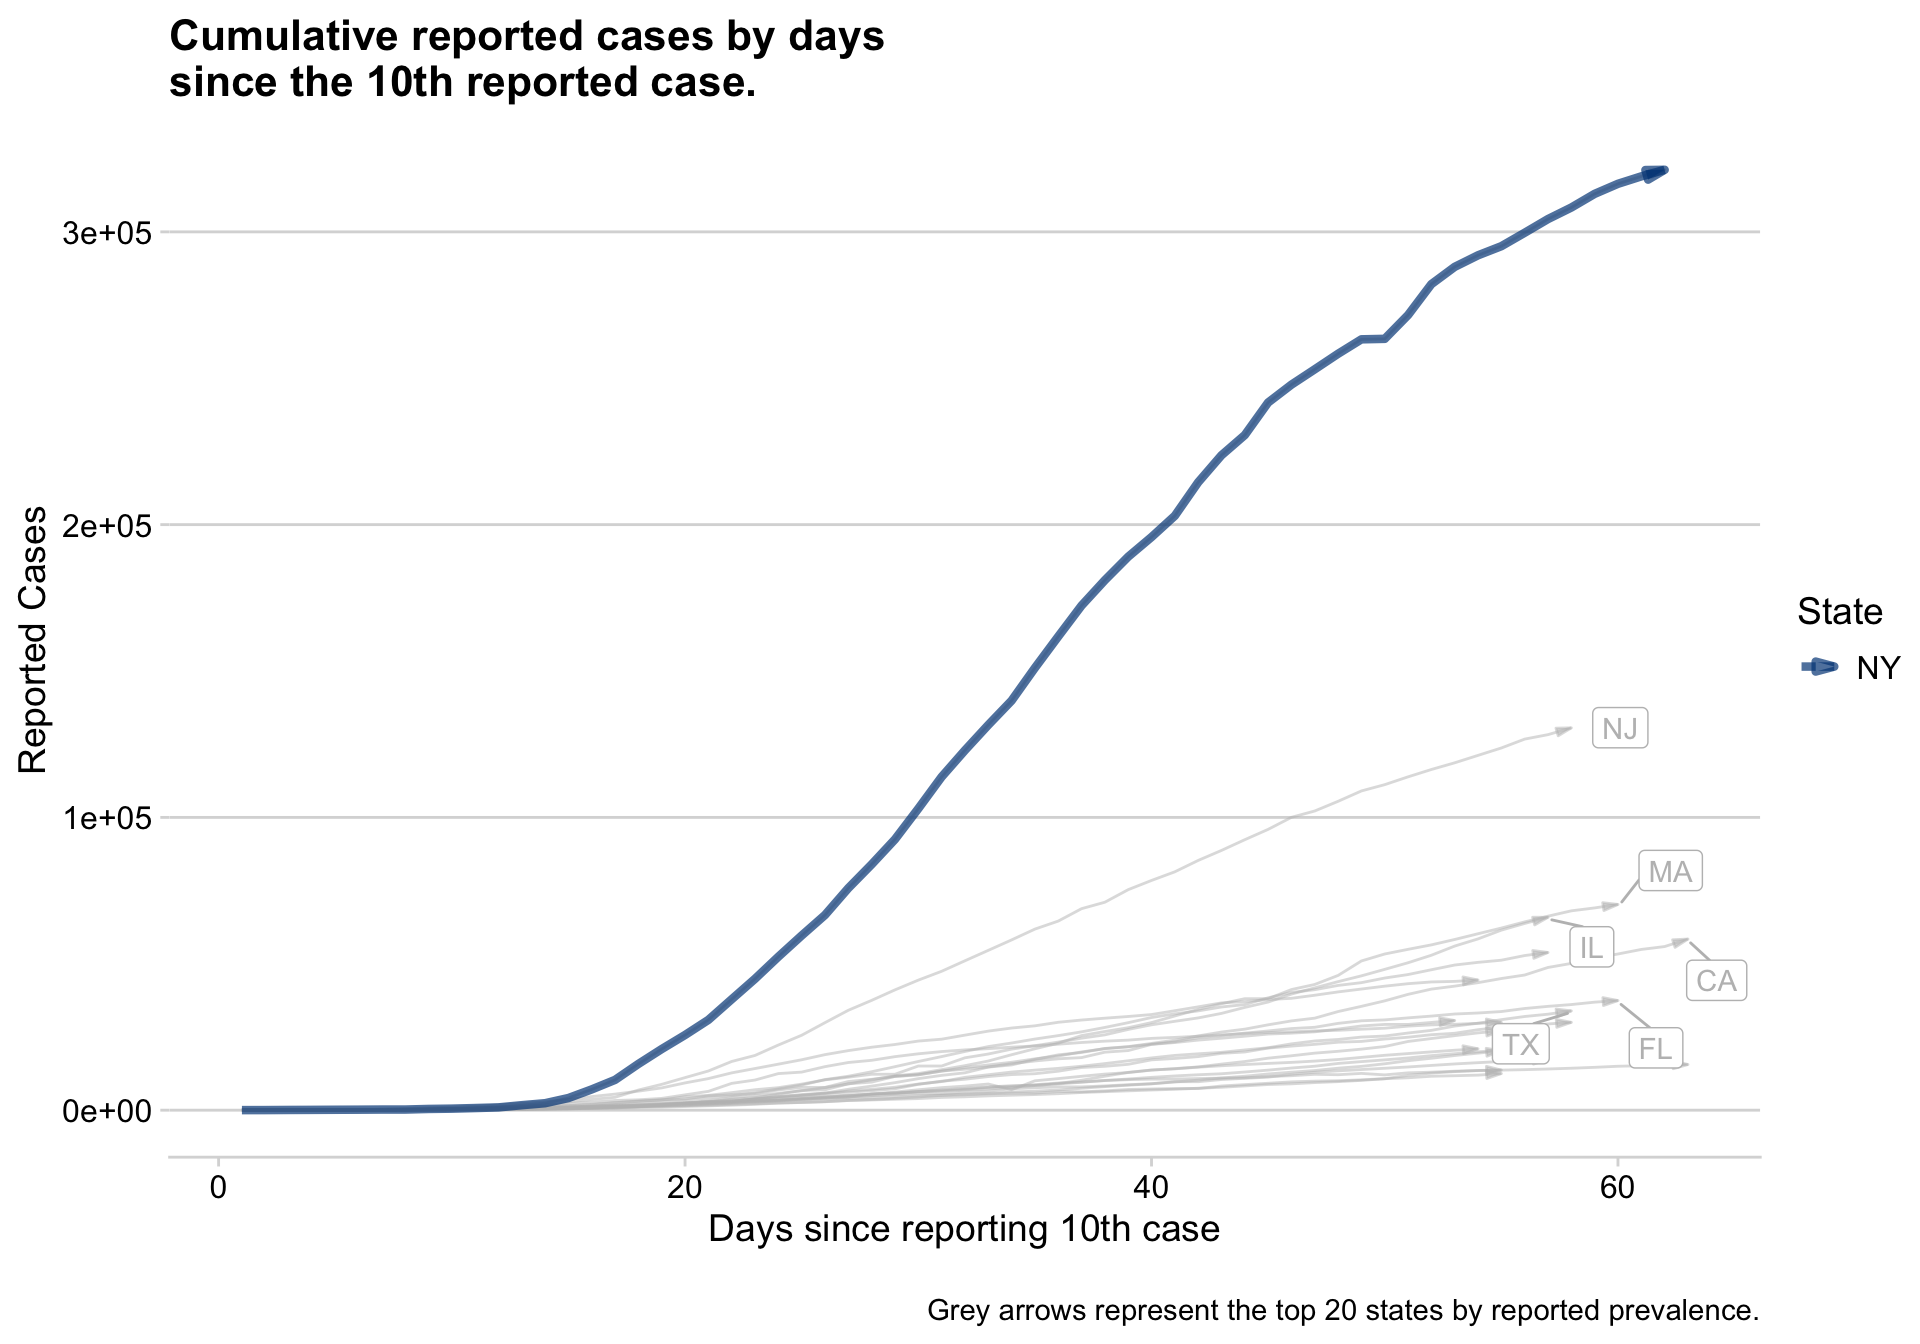 Cumulative reported cases by days
since the 10th reported case.
3e+05
2e+05
1e+05
0e+00
Reported Cases
NJ
MA
IL
CA
TX
FL
State
NY
0
20
40
60
Days since reporting 10th case
Grey arrows represent the top 20 states by reported prevalence.